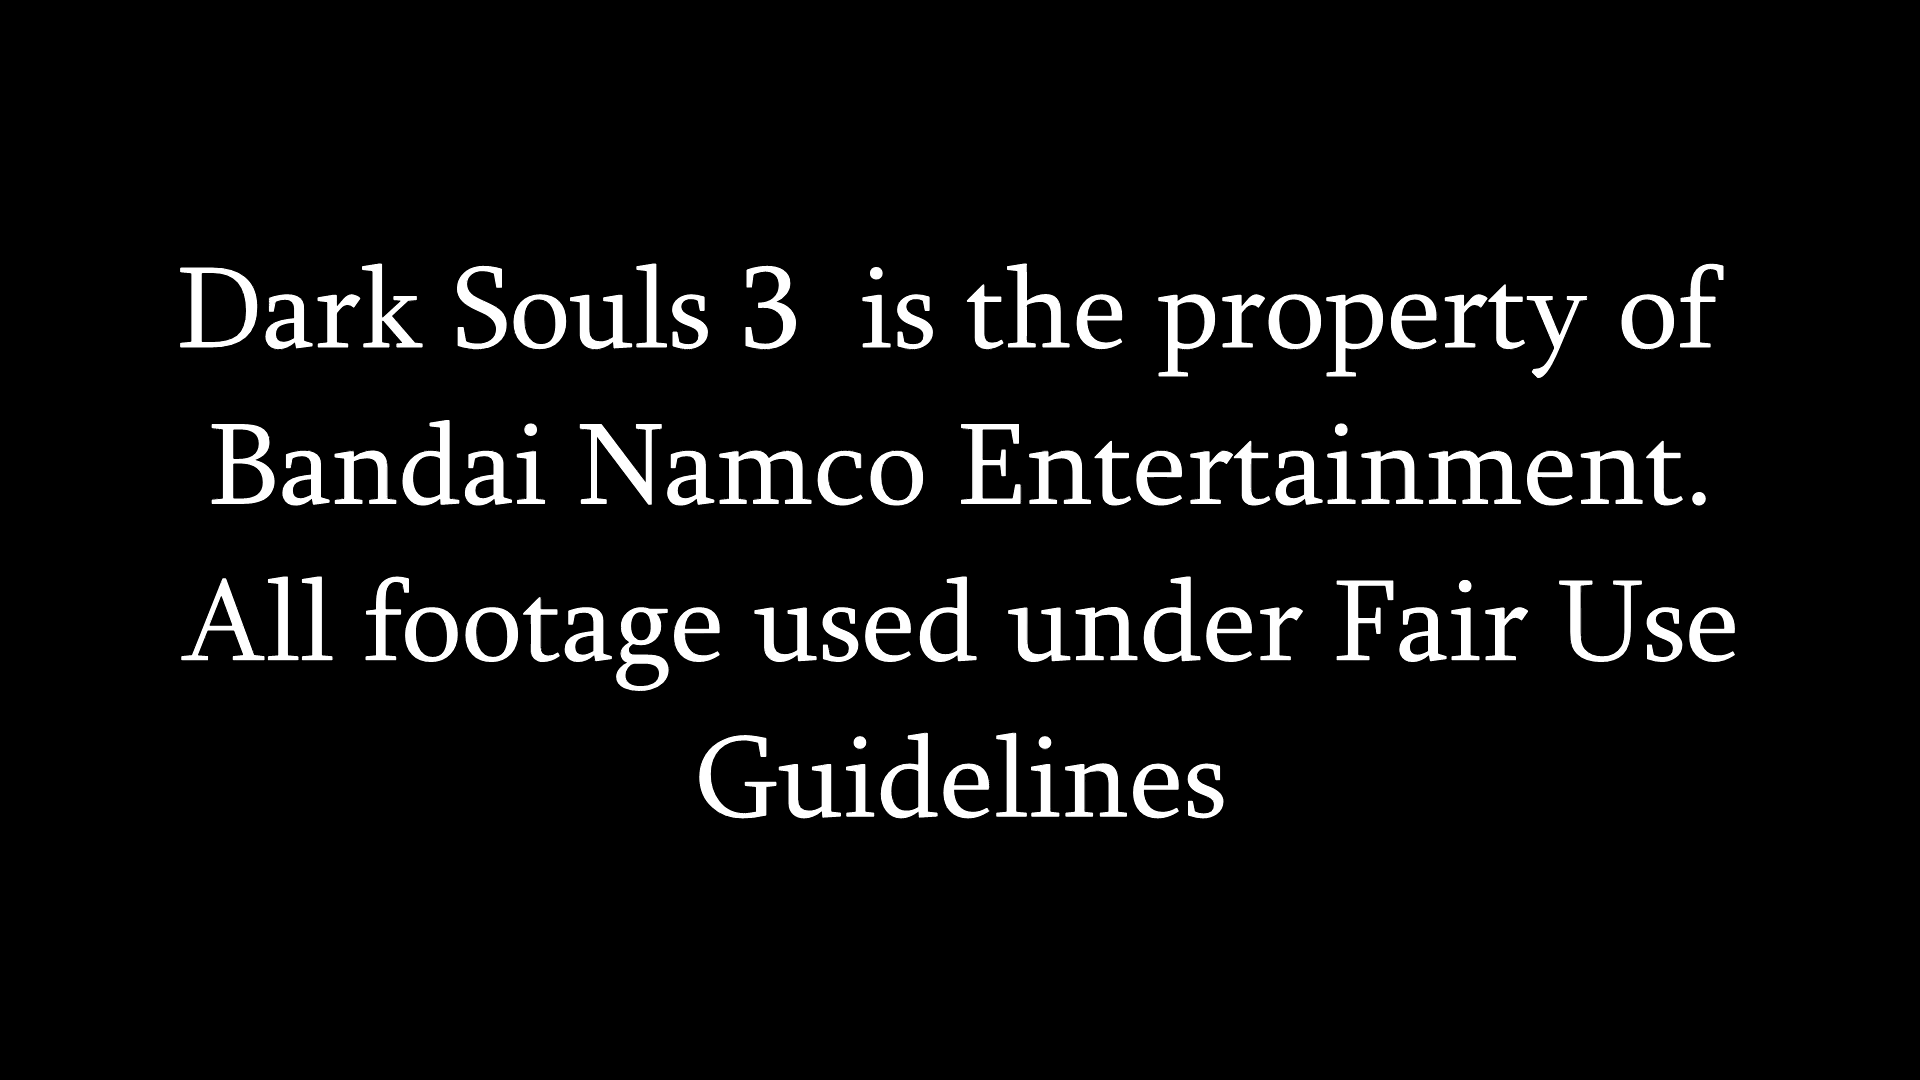 Dark Souls 3  is the property of
Bandai Namco Entertainment.
All footage used under Fair Use
Guidelines